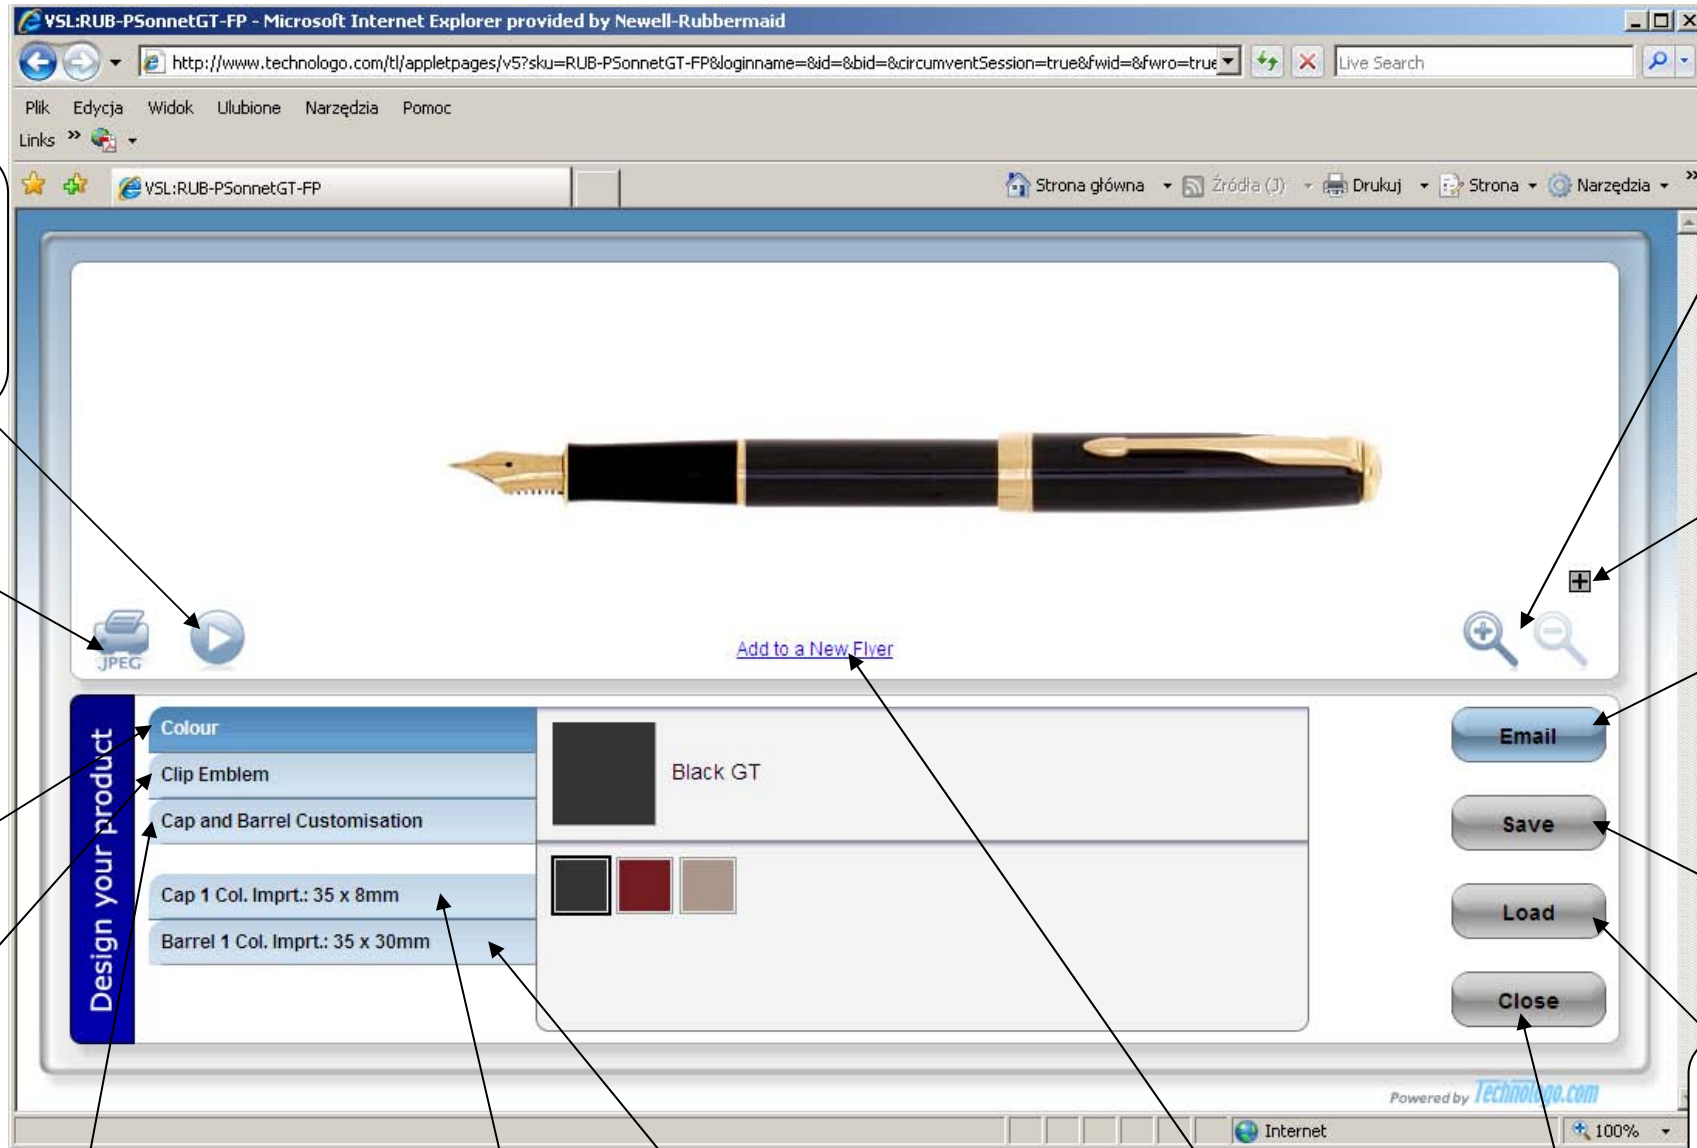 VSL:RUB-PSonnetGT-FP - Microsoft Internet Explorer provided by Newell-Rubbermaid
http://www.technologo.com/tl/appletpages/v5?sku=RUB-PSonnetGT-FP&loginname=&id=&bid=&circumventSession=true&fwid=&fwro=true
Live Search
Plik Edycja Widok Ulubione Narzędzia Pomoc
Links »
VSL:RUB-PSonnetGT-FP
Strona główna Źródła (J) Drukuj Strona Narzędzia »
JPEG
Add to a New Flyer
Design your product
Colour
Clip Emblem
Cap and Barrel Customisation
Cap 1 Col. Imprt.: 35 x 8mm
Barrel 1 Col. Imprt.: 35 x 30mm
Black GT
Email
Save
Load
Close
Powered by Technologo.com
Internet
100%